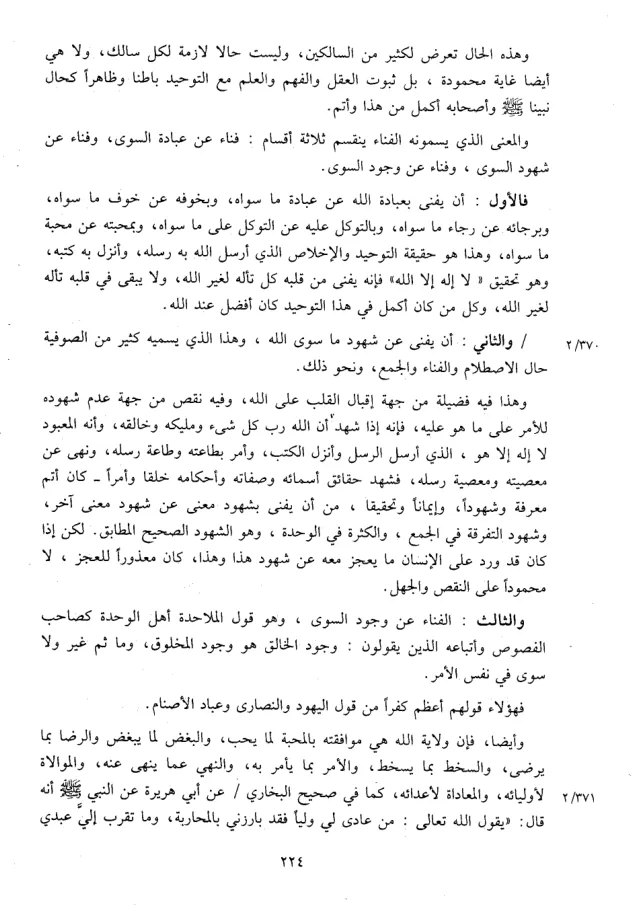 وهذه الحال تعرض لكثير من السالكين، وليست حالا لازمة لكل سالك، ولا هي
أيضا غاية محمودة ، بل ثبوت العقل والفهم والعلم مع التوحيد باطنا وظاهراً كحال
نبينا ﷺ وأصحابه أكمل من هذا وأتم.
والمعنى الذي يسمونه الفناء ينقسم ثلاثة أقسام : فناء عن عبادة السوى، وفناء عن
شهود السوى ، وفناء عن وجود السوى.
فالأول : أن يفنى بعبادة الله عن عبادة ما سواه، وبخوفه عن خوف ما سواه،
وبرجائه عن رجاء ما سواه، وبالتوكل عليه عن التوكل على ما سواه، وبمحبته عن محبة
ما سواه، وهذا هو حقيقة التوحيد والإخلاص الذي أرسل الله به رسله، وأنزل به كتبه،
وهو تحقيق « لا إله إلا الله» فإنه يفنى من قلبه كل تأله لغير الله، ولا يبقى في قلبه تأله
لغير الله، وكل من كان أكمل في هذا التوحيد كان أفضل عند الله.
/ والثاني : أن يفنى عن شهود ما سوى الله ، وهذا الذي يسميه كثير من الصوفية ٢/٣٧٠
حال الاصطلام والفناء والجمع، ونحو ذلك.
وهذا فيه فضيلة من جهة إقبال القلب على الله، وفيه نقص من جهة عدم شهوده
للأمر على ما هو عليه، فإنه إذا شهد أن الله رب كل شىء ومليكه وخالقه، وأنه المعبود
لا إله إلا هو ، الذي أرسل الرسل وأنزل الكتب، وأمر بطاعته وطاعة رسله، ونهى عن
معصيته ومعصية رسله، فشهد حقائق أسمائه وصفاته وأحكامه خلقا وأمراً ــ كان أتم
معرفة وشهوداً، وإيماناً وتحقيقا ، من أن يفنى بشهود معنى عن شهود معنى آخر،
وشهود التفرقة في الجمع ، والكثرة في الوحدة ، وهو الشهود الصحيح المطابق. لكن إذا
كان قد ورد على الإنسان ما يعجز معه عن شهود هذا وهذا، كان معذوراً للعجز ، لا
محموداً على النقص والجهل.
والثالث : الفناء عن وجود السوى ، وهو قول الملاحدة أهل الوحدة كصاحب
الفصوص وأتباعه الذين يقولون : وجود الخالق هو وجود المخلوق، وما ثم غير ولا
سوى في نفس الأمر.
فهؤلاء قولهم أعظم كفراً من قول اليهود والنصارى وعباد الأصنام.
وأيضا، فإن ولاية الله هي موافقته بالمحبة لما يحب، والبغض لما يبغض والرضا بما
يرضى، والسخط بما يسخط، والأمر بما يأمر به، والنهي عما ينهى عنه، والموالاة
لأوليائه، والمعاداة لأعدائه، كما في صحيح البخاري / عن أبي هريرة عن النبي ﷺ أنه ٢/٣٧١
قال: «يقول الله تعالى : من عادى لي ولياً فقد بارزني بالمحاربة، وما تقرب إليَّ عبدي
٢٢٤